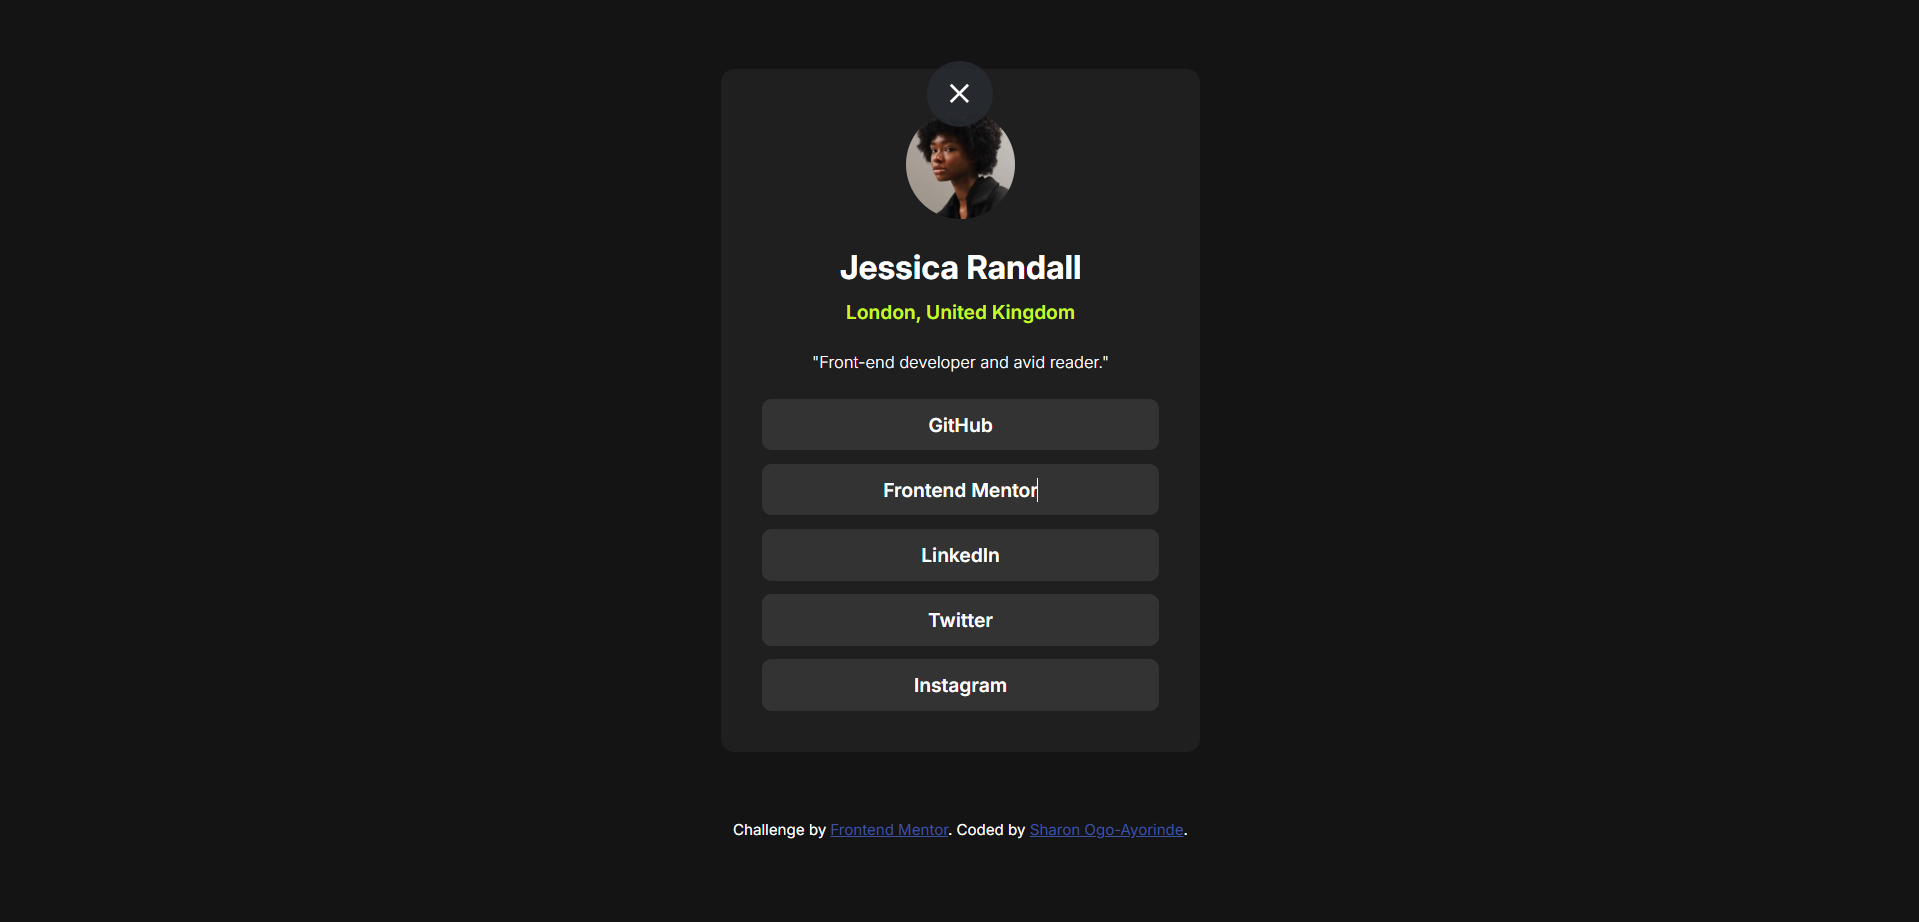 Jessica Randall
London, United Kingdom
"Front-end developer and avid reader."
GitHub
Frontend Mentor
LinkedIn
Twitter
Instagram
Challenge by Frontend Mentor. Coded by Sharon Ogo-Ayorinde.